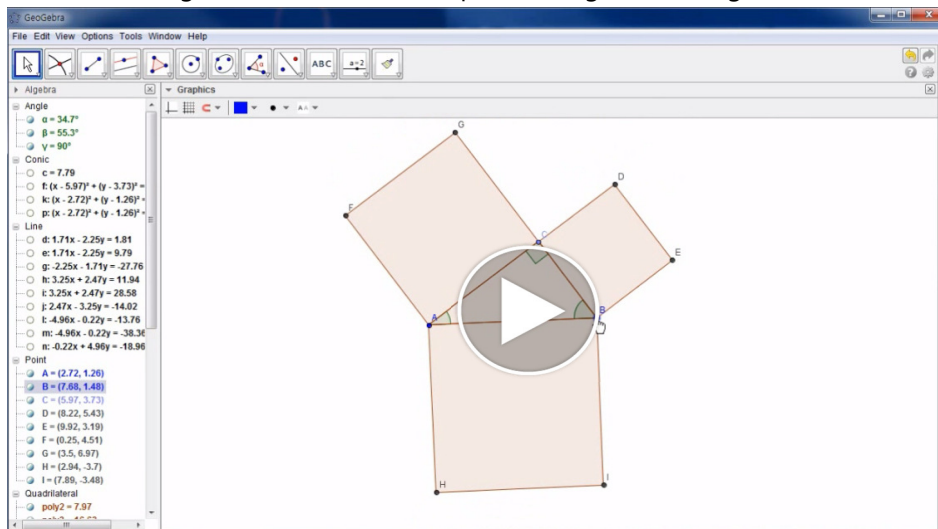 GeoGebra
File Edit View Options Tools Window Help
ABC
a=2
Algebra
Graphics
Angle
α = 34.7°
β = 55.3°
γ = 90°
Conic
c = 7.79
f: (x - 5.97)² + (y - 3.73)² =
k: (x - 2.72)² + (y - 1.26)² =
p: (x - 2.72)² + (y - 1.26)² =
Line
d: 1.71x - 2.25y = 1.81
e: 1.71x - 2.25y = 9.79
g: -2.25x - 1.71y = -27.76
h: 3.25x + 2.47y = 11.94
i: 3.25x + 2.47y = 28.58
j: 2.47x - 3.25y = -14.02
l: -4.96x - 0.22y = -13.76
m: -4.96x - 0.22y = -38.36
n: -0.22x + 4.96y = -18.96
Point
A = (2.72, 1.26)
B = (7.68, 1.48)
C = (5.97, 3.73)
D = (8.22, 5.43)
E = (9.92, 3.19)
F = (0.25, 4.51)
G = (3.5, 6.97)
H = (2.94, -3.7)
I = (7.89, -3.48)
Quadrilateral
poly2 = 7.97
G
D
F
C
E
A
B
H
I